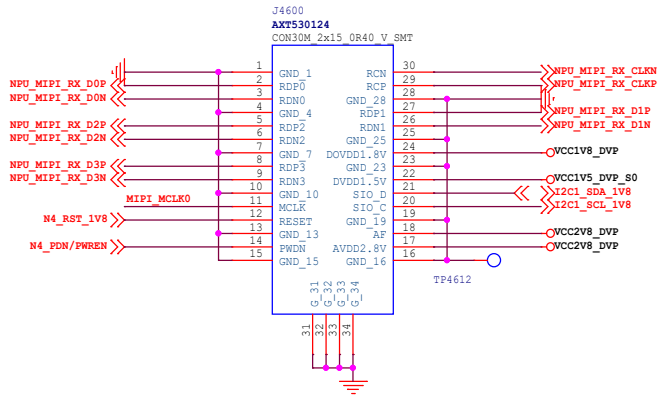 J4600
AXT530124
CON30M_2x15_0R40_V_SMT
1 GND_1 RCN 30 NPU_MIPI_RX_CLKN
NPU_MIPI_RX_D0P 2 RDP0 RCP 29 NPU_MIPI_RX_CLKP
NPU_MIPI_RX_D0N 3 RDN0 GND_28 28
4 GND_4 RDP1 27 NPU_MIPI_RX_D1P
NPU_MIPI_RX_D2P 5 RDP2 RDN1 26 NPU_MIPI_RX_D1N
NPU_MIPI_RX_D2N 6 RDN2 GND_25 25
7 GND_7 DOVDD1.8V 24 VCC1V8_DVP
NPU_MIPI_RX_D3P 8 RDP3 GND_23 23
NPU_MIPI_RX_D3N 9 RDN3 DVDD1.5V 22 VCC1V5_DVP_S0
10 GND_10 SIO_D 21 I2C1_SDA_1V8
MIPI_MCLK0 11 MCLK SIO_C 20 I2C1_SCL_1V8
N4_RST_1V8 12 RESET GND_19 19
13 GND_13 AF 18 VCC2V8_DVP
N4_PDN/PWREN 14 PWDN AVDD2.8V 17 VCC2V8_DVP
15 GND_15 GND_16 16
TP4612
G_31 G_32 G_33 G_34
31 32 33 34